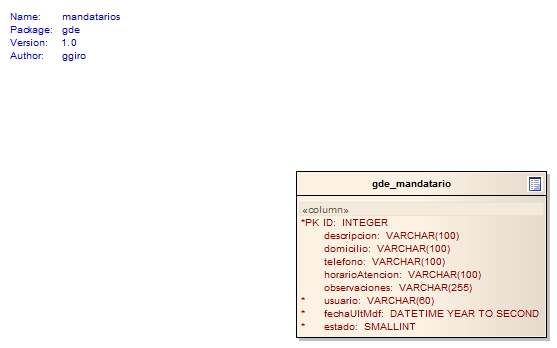 Name: mandatarios
Package: gde
Version: 1.0
Author: ggiro
gde_mandatario
«column»
*PK ID: INTEGER
descripcion: VARCHAR(100)
domicilio: VARCHAR(100)
telefono: VARCHAR(100)
horarioAtencion: VARCHAR(100)
observaciones: VARCHAR(255)
* usuario: VARCHAR(60)
* fechaUltMdf: DATETIME YEAR TO SECOND
* estado: SMALLINT